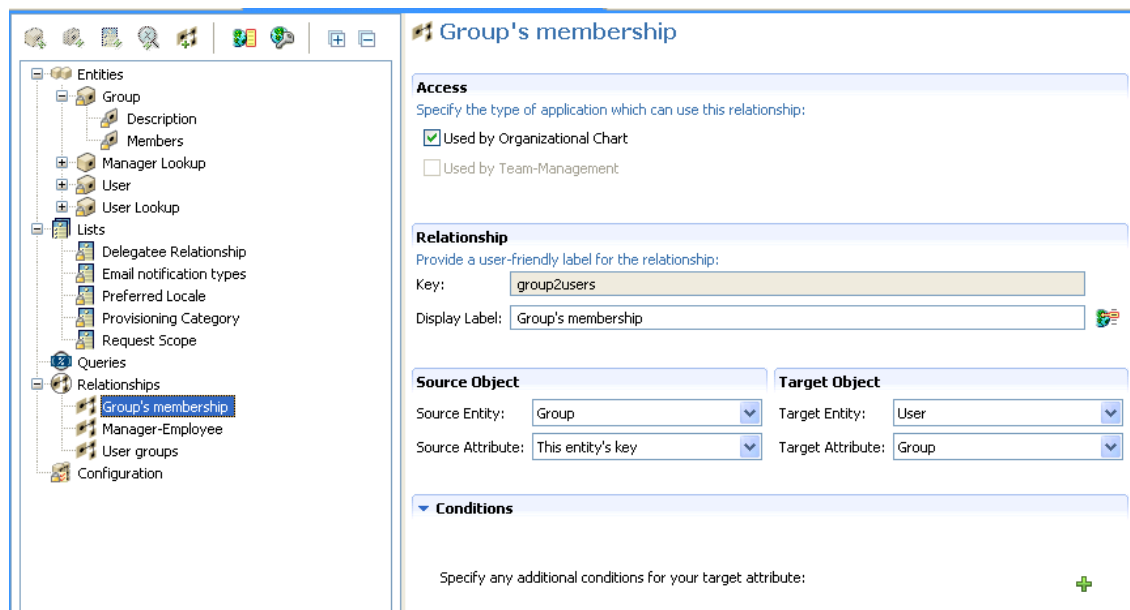 Entities
Group
Description
Members
Manager Lookup
User
User Lookup
Lists
Delegatee Relationship
Email notification types
Preferred Locale
Provisioning Category
Request Scope
Queries
Relationships
Group's membership
Manager-Employee
User groups
Configuration
Group's membership
Access
Specify the type of application which can use this relationship:
Used by Organizational Chart
Used by Team-Management
Relationship
Provide a user-friendly label for the relationship:
Key: group2users
Display Label: Group's membership
Source Object
Source Entity: Group
Source Attribute: This entity's key
Target Object
Target Entity: User
Target Attribute: Group
Conditions
Specify any additional conditions for your target attribute: